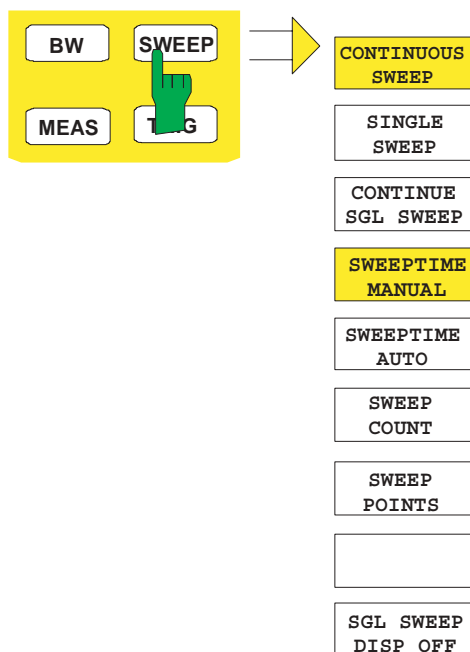 BW
SWEEP
MEAS
CONTINUOUS
SWEEP
SINGLE
SWEEP
CONTINUE
SGL SWEEP
SWEEPTIME
MANUAL
SWEEPTIME
AUTO
SWEEP
COUNT
SWEEP
POINTS
SGL SWEEP
DISP OFF